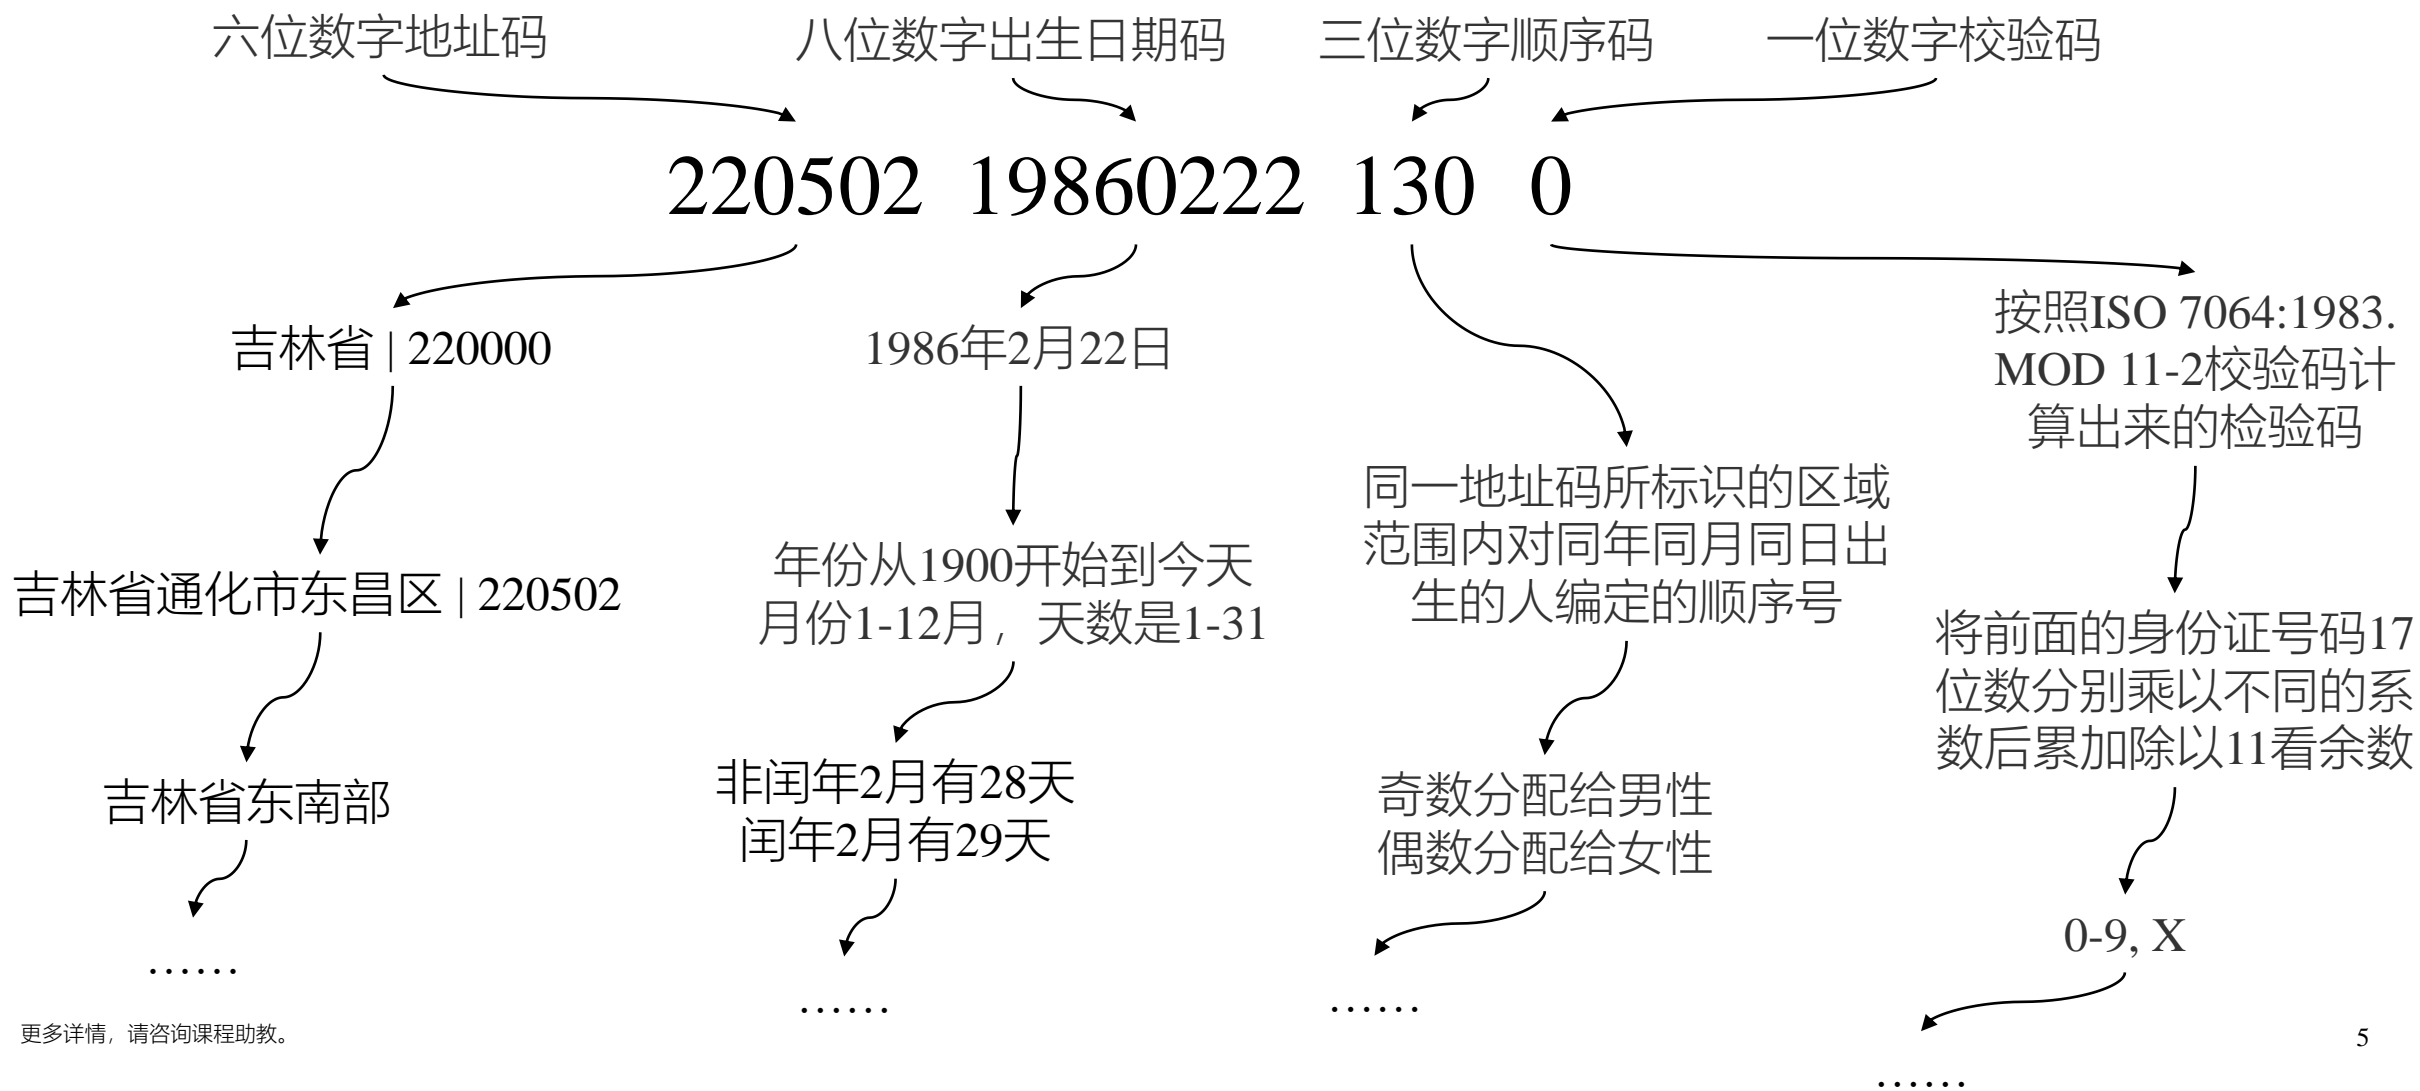 六位数字地址码
八位数字出生日期码
三位数字顺序码
一位数字校验码
220502 19860222 130 0
吉林省 | 220000
吉林省通化市东昌区 | 220502
吉林省东南部
……
1986年2月22日
年份从1900开始到今天
月份1-12月，天数是1-31
非闰年2月有28天
闰年2月有29天
……
同一地址码所标识的区域
范围内对同年同月同日出
生的人编定的顺序号
奇数分配给男性
偶数分配给女性
……
按照ISO 7064:1983.
MOD 11-2校验码计
算出来的检验码
将前面的身份证号码17
位数分别乘以不同的系
数后累加除以11看余数
0-9, X
……
更多详情，请咨询课程助教。
5